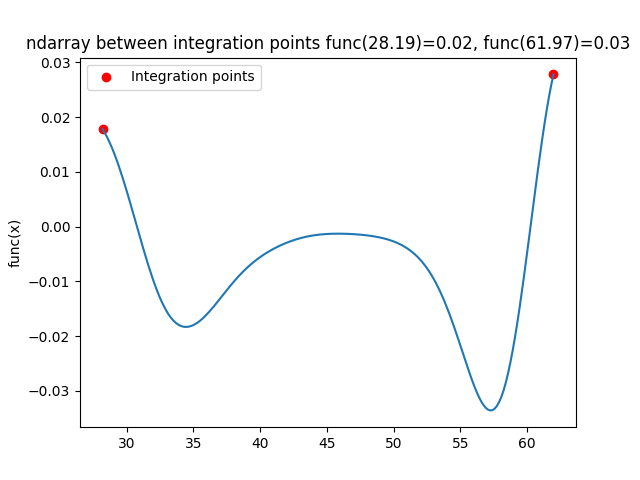 ndarray between integration points func(28.19)=0.02, func(61.97)=0.03
Integration points
func(x)
0.03
0.02
0.01
0.00
−0.01
−0.02
−0.03
30 35 40 45 50 55 60